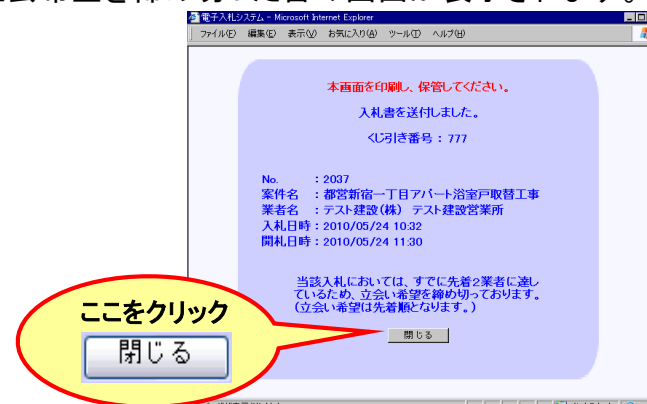 電子入札システム - Microsoft Internet Explorer
ファイル(F) 編集(E) 表示(V) お気に入り(A) ツール(T) ヘルプ(H)
本画面を印刷し、保管してください。
入札書を送付しました。
くじ引き番号 : 777
No. : 2037
案件名 : 都営新宿一丁目アパート浴室戸取替工事
業者名 : テスト建設(株) テスト建設営業所
入札日時 : 2010/05/24 10:32
開札日時 : 2010/05/24 11:30
当該入札においては、すでに先着2業者に達し
ているため、立会い希望を締め切っております。
(立会い希望は先着順となります。)
閉じる
ここをクリック
閉じる